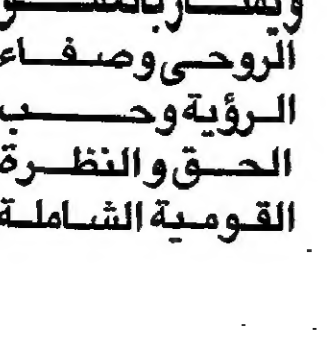 الروحى وصفاء
الرؤية وحب
الحق والنظرة
القومية الشاملة